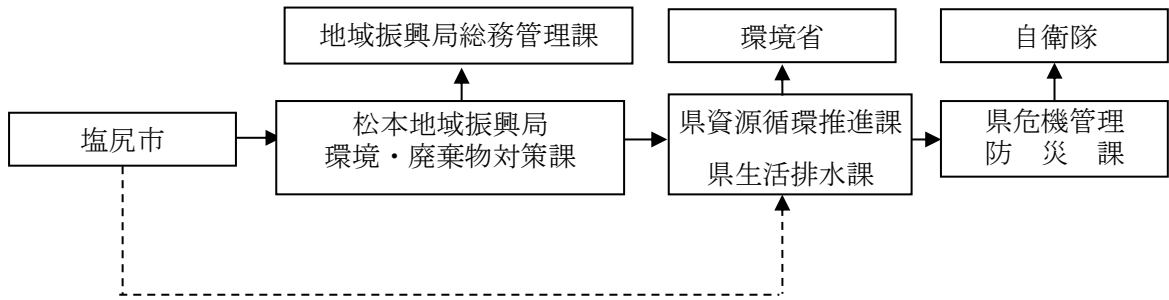 地域振興局総務管理課
環境省
自衛隊
塩尻市
松本地域振興局
環境・廃棄物対策課
県資源循環推進課
県生活排水課
県危機管理
防　災　課